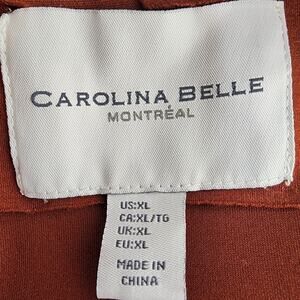 CAROLINA BELLE
MONTRÉAL
US:XL
CA:XL/TG
UK:XL
EU:XL
MADE IN
CHINA